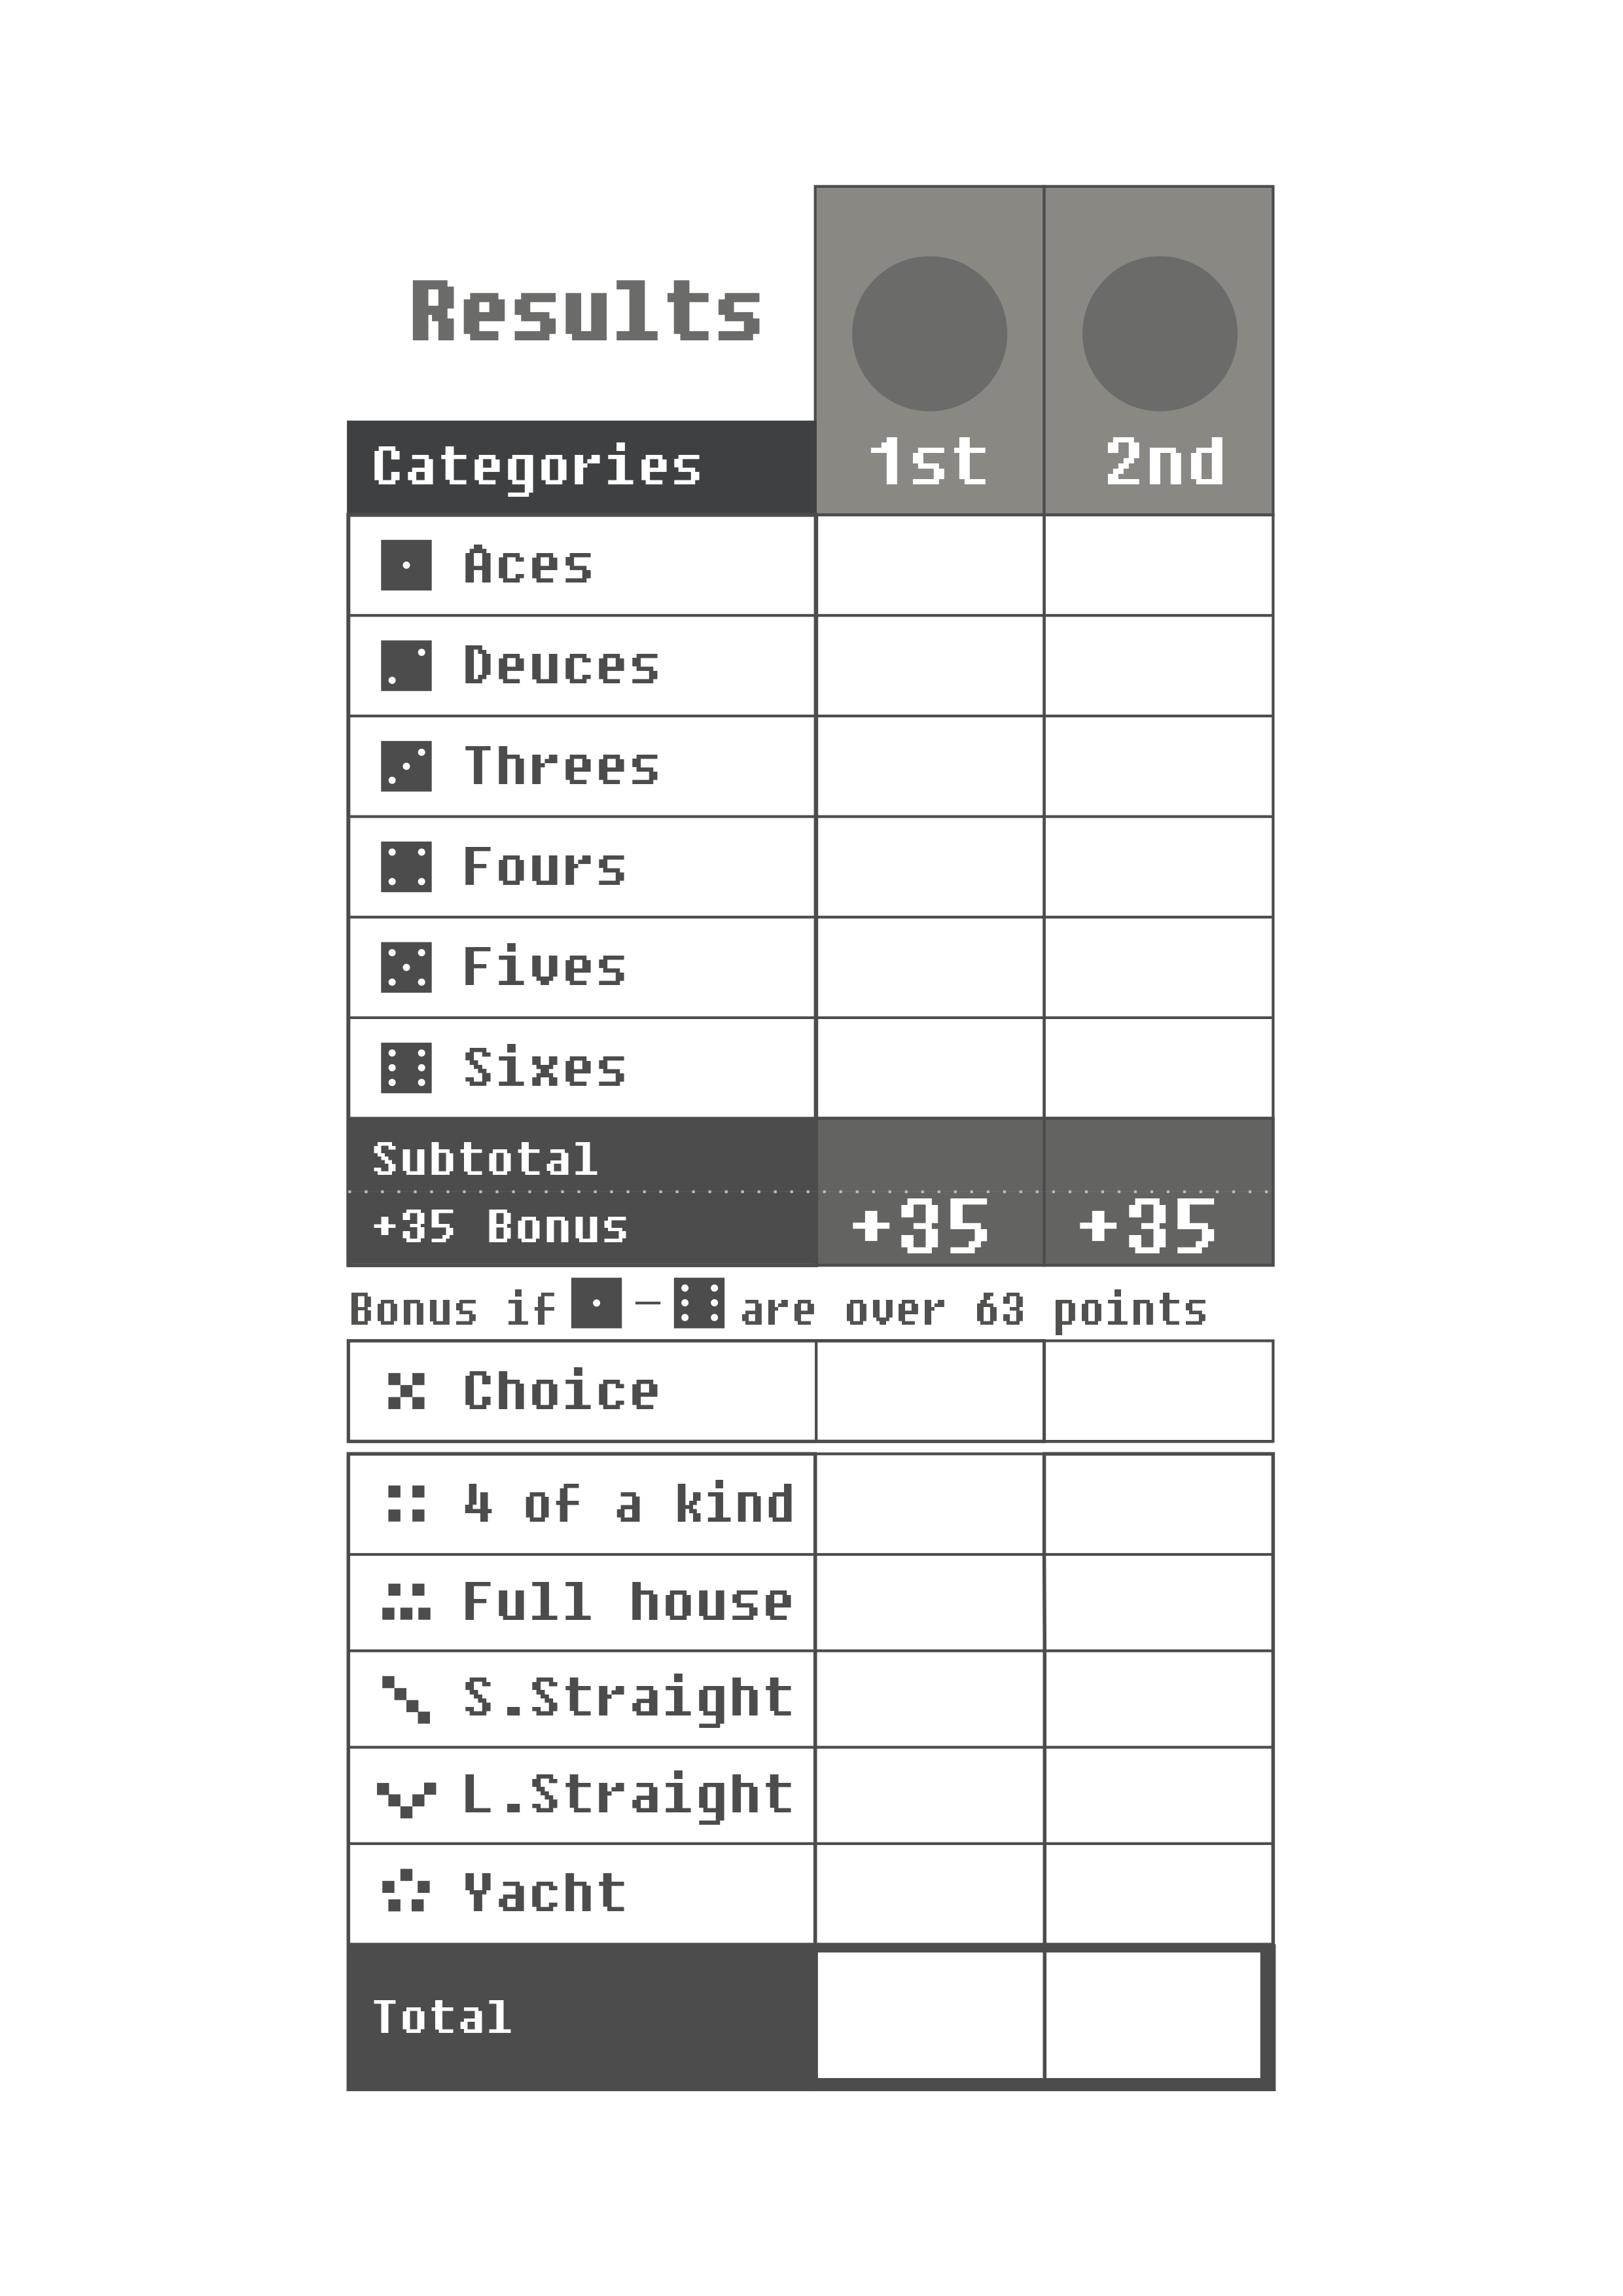 Results
Categories 1st 2nd
Aces
Deuces
Threes
Fours
Fives
Sixes
Subtotal
+35 Bonus +35 +35
Bonus if – are over 63 points
Choice
4 of a kind
Full house
S.Straight
L.Straight
Yacht
Total